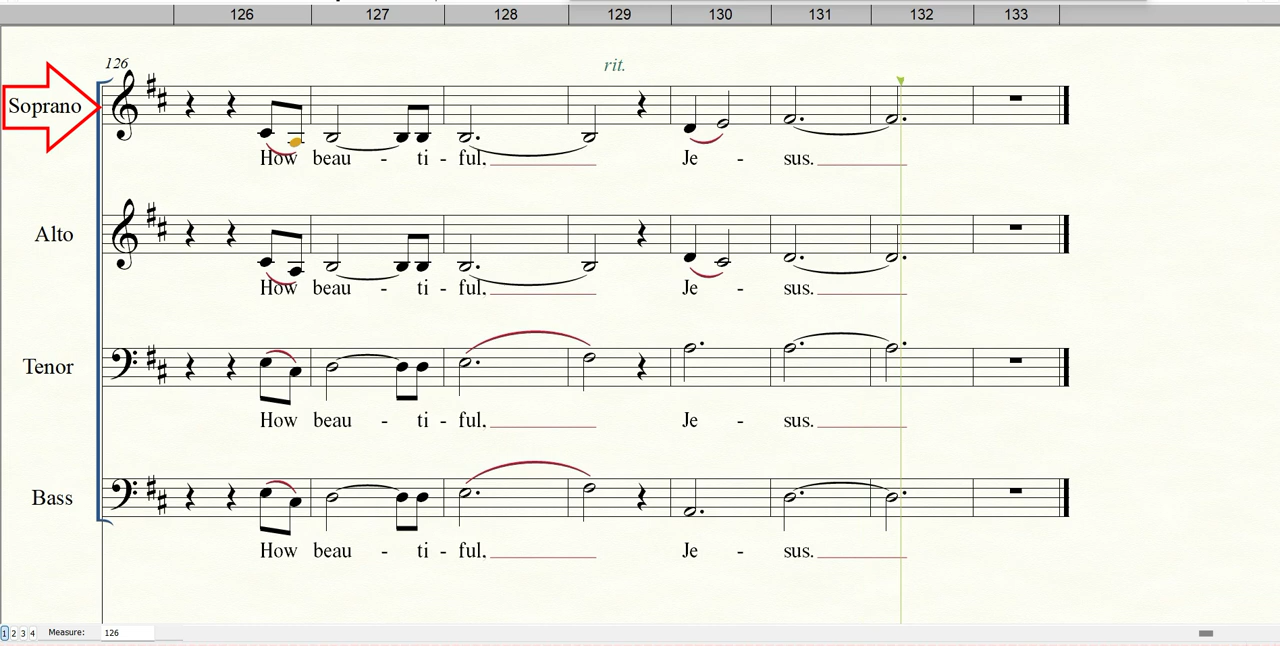 126 127 128 129 130 131 132 133
126 rit.
Soprano
How beau - ti - ful. Je - sus.
Alto
How beau - ti - ful. Je - sus.
Tenor
How beau - ti - ful. Je - sus.
Bass
How beau - ti - ful. Je - sus.
1 2 3 4 Measure: 126